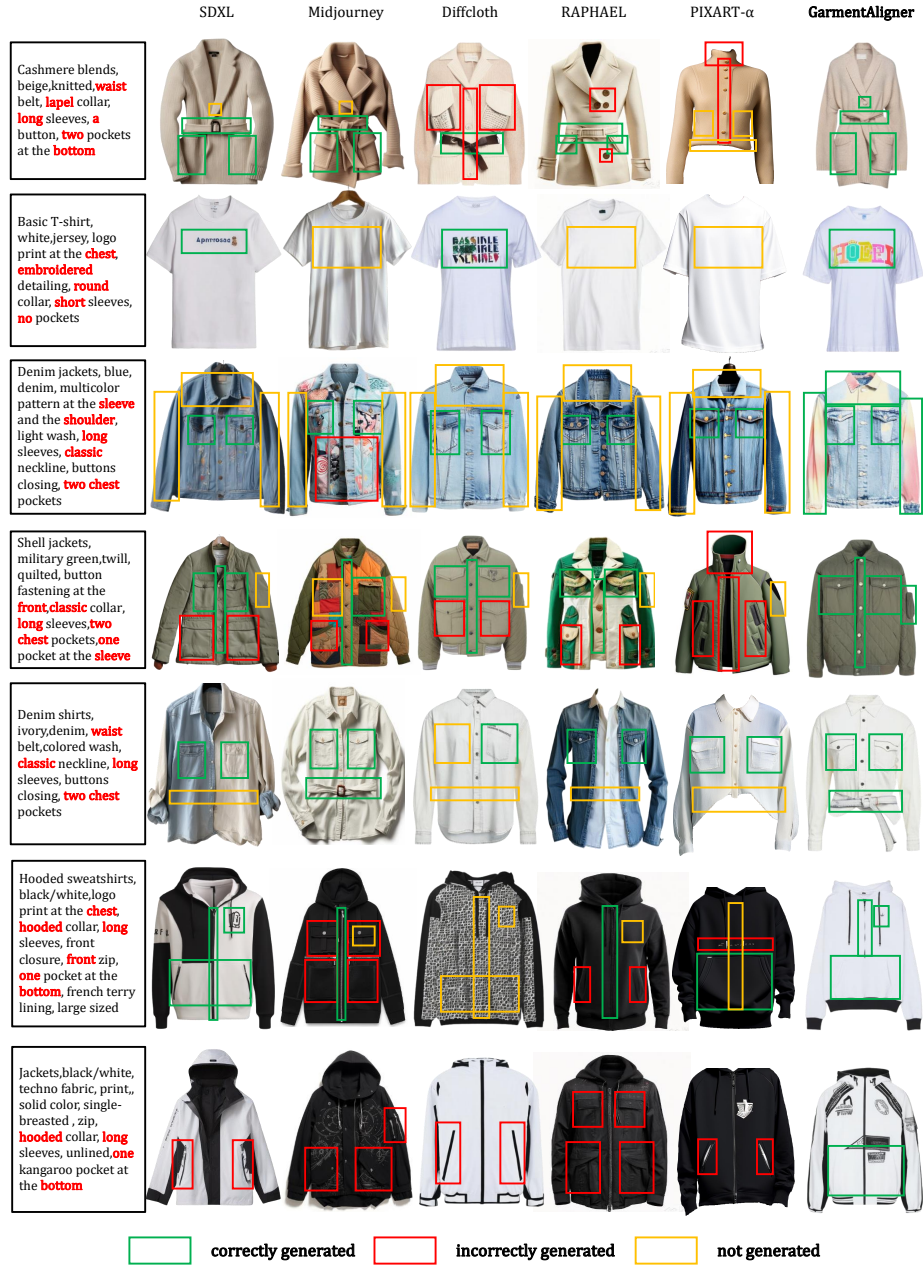 SDXL Midjourney Diffcloth RAPHAEL PIXART-α GarmentAligner
Cashmere blends,
beige,knitted,waist
belt, lapel collar,
long sleeves, a
button, two pockets
at the bottom
Basic T-shirt,
white,jersey, logo
print at the chest,
embroidered
detailing, round
collar, short sleeves,
no pockets
Denim jackets, blue,
denim, multicolor
pattern at the sleeve
and the shoulder,
light wash, long
sleeves, classic
neckline, buttons
closing, two chest
pockets
Shell jackets,
military green,twill,
quilted, button
fastening at the
front,classic collar,
long sleeves,two
chest pockets,one
pocket at the sleeve
Denim shirts,
ivory,denim, waist
belt,colored wash,
classic neckline, long
sleeves, buttons
closing, two chest
pockets
Hooded sweatshirts,
black/white,logo
print at the chest,
hooded collar, long
sleeves, front
closure, front zip,
one pocket at the
bottom, french terry
lining, large sized
Jackets,black/white,
techno fabric, print,,
solid color, single-
breasted , zip,
hooded collar, long
sleeves, unlined,one
kangaroo pocket at
the bottom
correctly generated incorrectly generated not generated